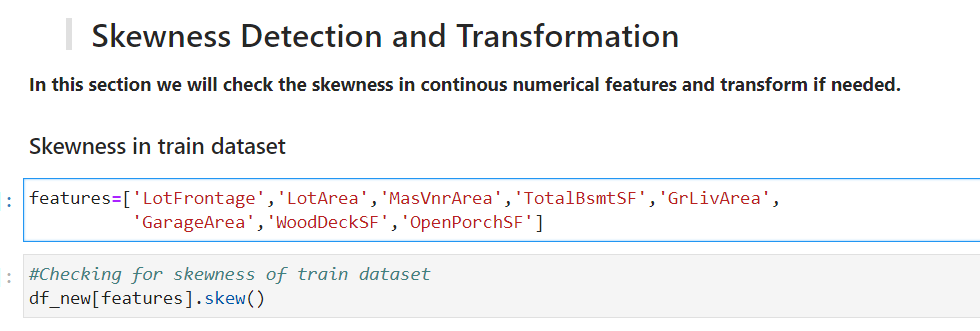 Skewness Detection and Transformation
In this section we will check the skewness in continous numerical features and transform if needed.
Skewness in train dataset
: features=['LotFrontage','LotArea','MasVnrArea','TotalBsmtSF','GrLivArea',
'GarageArea','WoodDeckSF','OpenPorchSF']
: #Checking for skewness of train dataset
df_new[features].skew()